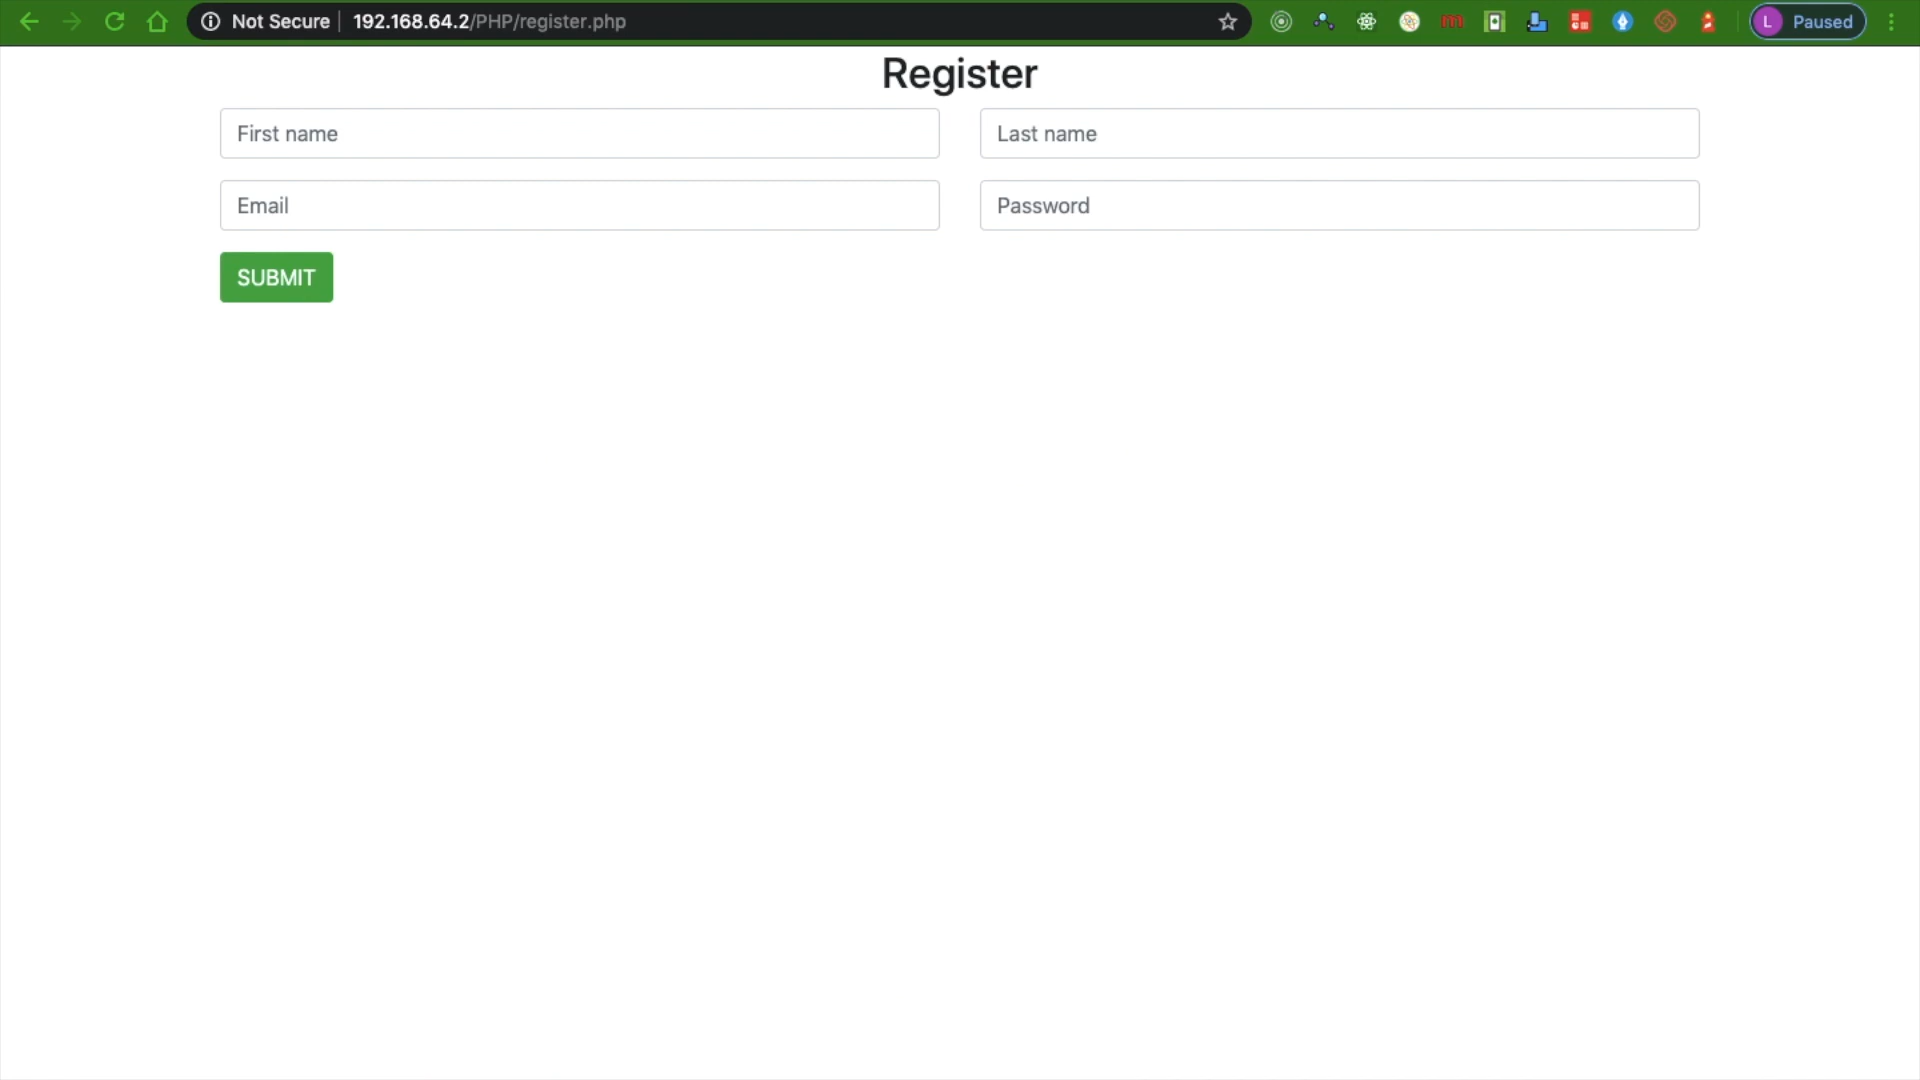 Not Secure 192.168.64.2/PHP/register.php L Paused
Register
First name Last name
Email Password
SUBMIT